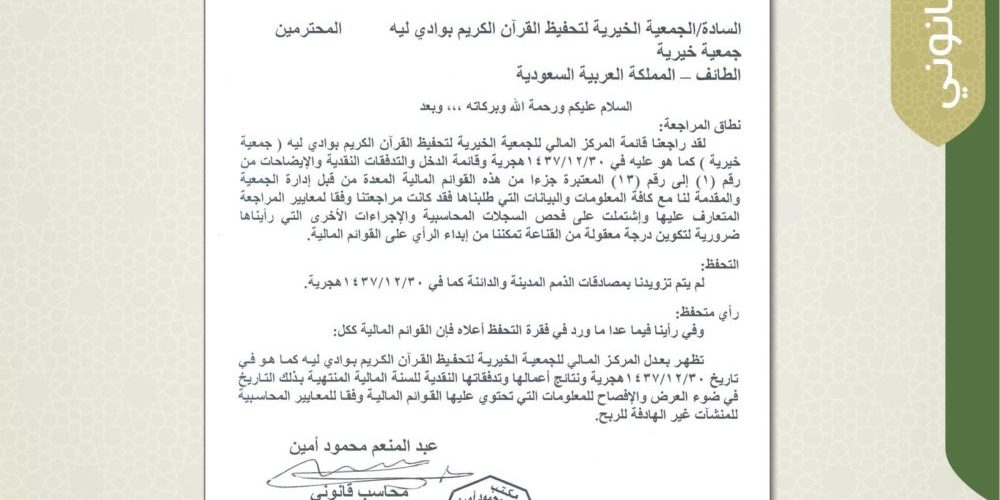 السادة/الجمعية الخيرية لتحفيظ القرآن الكريم بوادي ليه المحترمين
جمعية خيرية
الطائف – المملكة العربية السعودية
السلام عليكم ورحمة الله وبركاته ،،، وبعد
نطاق المراجعة:
لقد راجعنا قائمة المركز المالي للجمعية الخيرية لتحفيظ القرآن الكريم بوادي ليه ( جمعية
خيرية ) كما هو عليه في ١٤٣٧/١٢/٣٠هجرية وقائمة الدخل والتدفقات النقدية والإيضاحات من
رقم (١) إلى رقم (١٣) المعتبرة جزءا من هذه القوائم المالية المعدة من قبل إدارة الجمعية
والمقدمة لنا مع كافة المعلومات والبيانات التي طلبناها فقد كانت مراجعتنا وفقا لمعايير المراجعة
المتعارف عليها وإشتملت على فحص السجلات المحاسبية والإجراءات الأخرى التي رأيناها
ضرورية لتكوين درجة معقولة من القناعة تمكننا من إبداء الرأي على القوائم المالية.
التحفظ:
لم يتم تزويدنا بمصادقات الذمم المدينة والدائنة كما في ١٤٣٧/١٢/٣٠هجرية.
رأي متحفظ:
وفي رأينا فيما عدا ما ورد في فقرة التحفظ أعلاه فإن القوائم المالية ككل:
تظهر بعدل المركز المالي للجمعية الخيرية لتحفيظ القرآن الكريم بوادي ليه كما هو في
تاريخ ١٤٣٧/١٢/٣٠هجرية ونتائج أعمالها وتدفقاتها النقدية للسنة المالية المنتهية بذلك التاريخ
في ضوء العرض والإفصاح للمعلومات التي تحتوي عليها القوائم المالية وفقا للمعايير المحاسبية
للمنشآت غير الهادفة للربح.
عبد المنعم محمود أمين
محاسب قانوني
مكتب